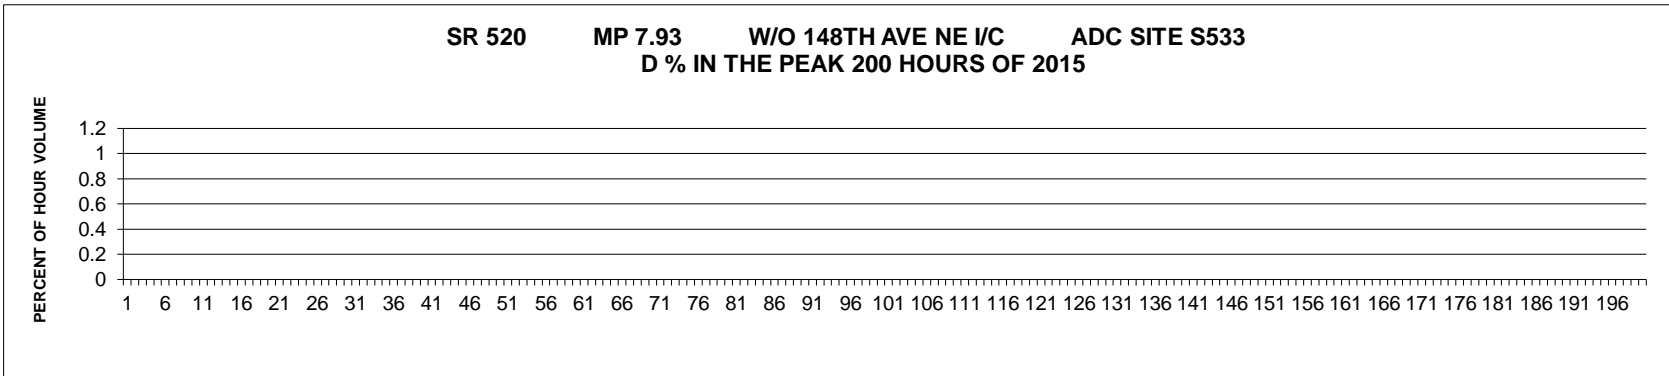 SR 520 MP 7.93 W/O 148TH AVE NE I/C ADC SITE S533
D % IN THE PEAK 200 HOURS OF 2015
PERCENT OF HOUR VOLUME
1.2
1
0.8
0.6
0.4
0.2
0
1 6 11 16 21 26 31 36 41 46 51 56 61 66 71 76 81 86 91 96 101 106 111 116 121 126 131 136 141 146 151 156 161 166 171 176 181 186 191 196